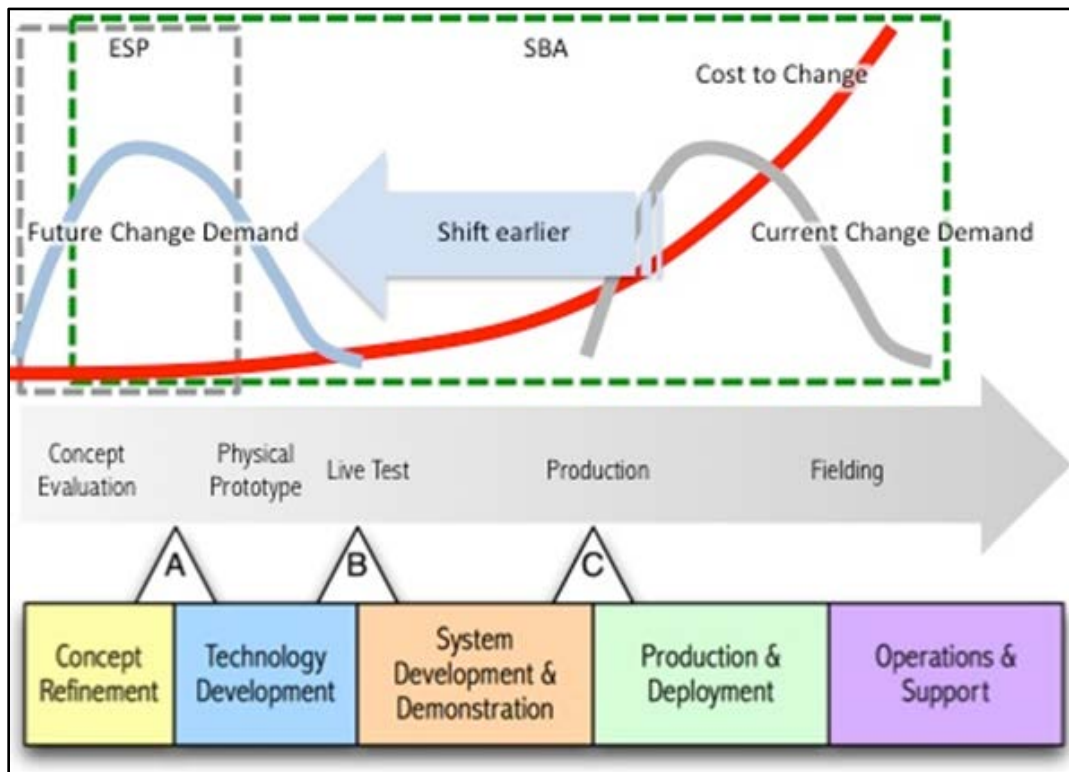 ESP
SBA
Cost to Change
Future Change Demand
Shift earlier
Current Change Demand
Concept
Evaluation
Physical
Prototype
Live Test
Production
Fielding
A
B
C
Concept
Refinement
Technology
Development
System
Development &
Demonstration
Production &
Deployment
Operations &
Support